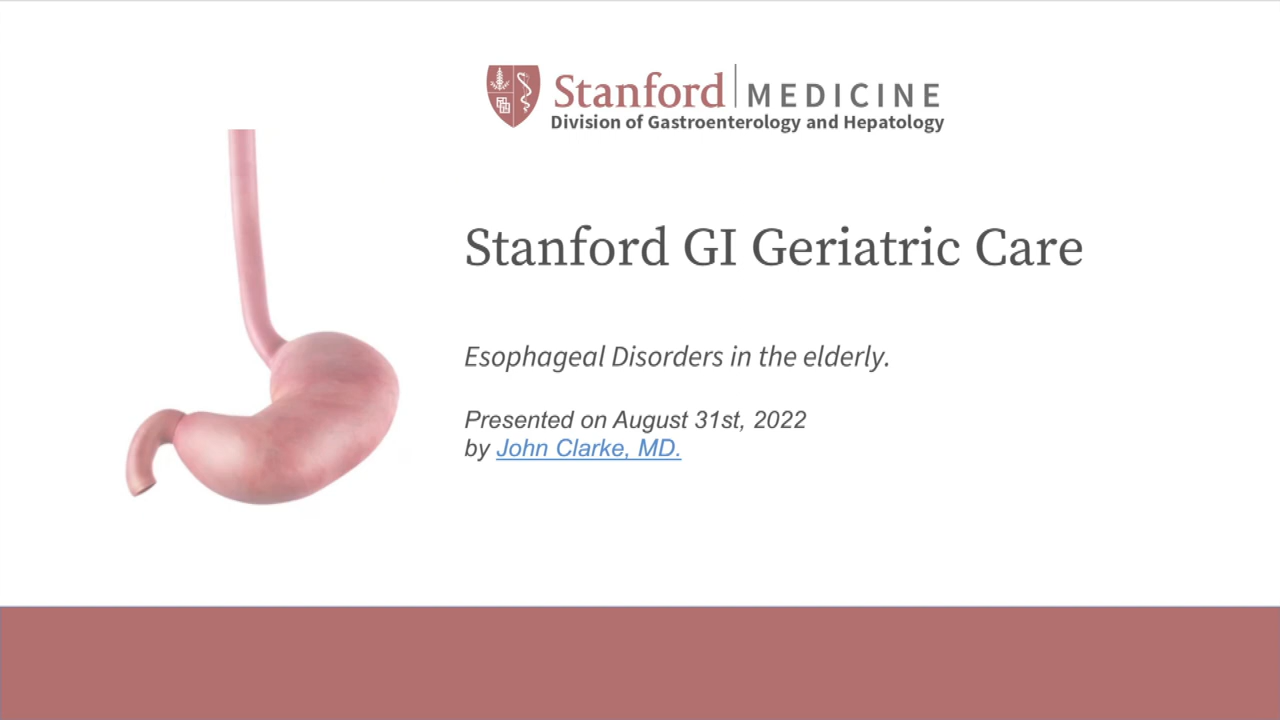 Stanford MEDICINE
Division of Gastroenterology and Hepatology
Stanford GI Geriatric Care
Esophageal Disorders in the elderly.
Presented on August 31st, 2022
by John Clarke, MD.